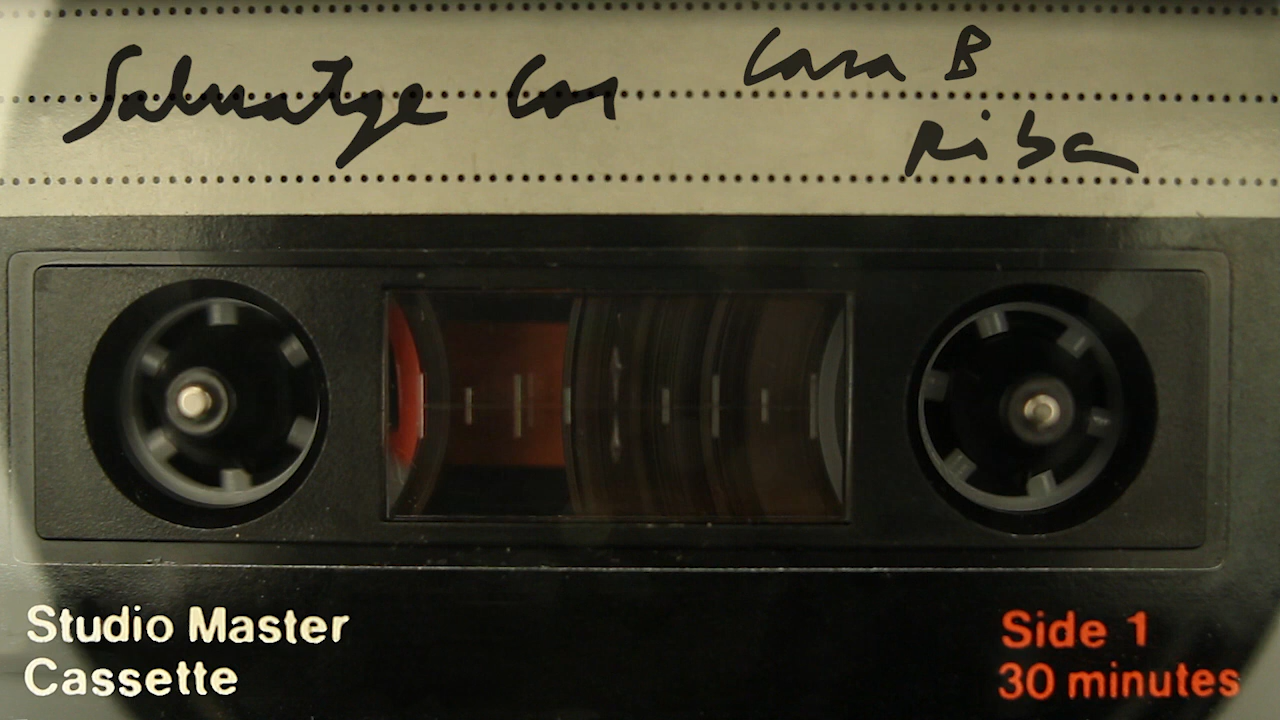 Salvatge Cor
Cara B
Riba
Studio Master
Cassette
Side 1
30 minutes